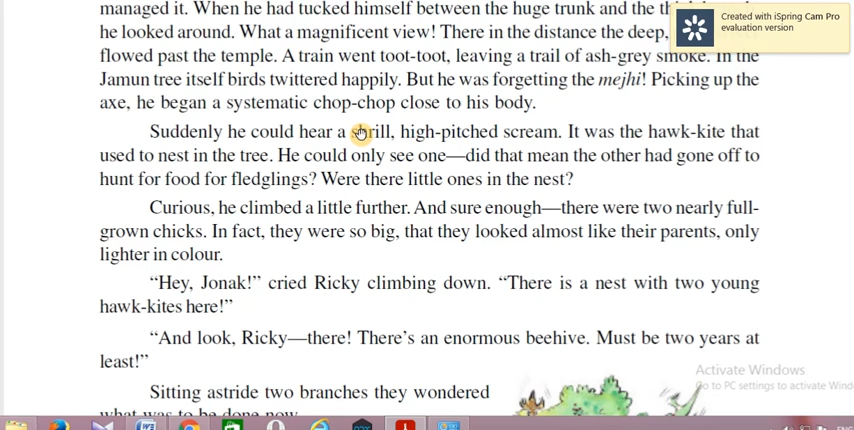 managed it. When he had tucked himself between the huge trunk and the
he looked around. What a magnificent view! There in the distance the deep,
flowed past the temple. A train went toot-toot, leaving a trail of ash-grey smoke. In the
Jamun tree itself birds twittered happily. But he was forgetting the mejhi! Picking up the
axe, he began a systematic chop-chop close to his body.
Suddenly he could hear a shrill, high-pitched scream. It was the hawk-kite that
used to nest in the tree. He could only see one—did that mean the other had gone off to
hunt for food for fledglings? Were there little ones in the nest?
Curious, he climbed a little further. And sure enough—there were two nearly full-
grown chicks. In fact, they were so big, that they looked almost like their parents, only
lighter in colour.
“Hey, Jonak!” cried Ricky climbing down. “There is a nest with two young
hawk-kites here!”
“And look, Ricky—there! There’s an enormous beehive. Must be two years at
least!”
Sitting astride two branches they wondered
what was to be done now
Created with iSpring Cam Pro
evaluation version
Activate Windows
Go to PC settings to activate Wind
ENG